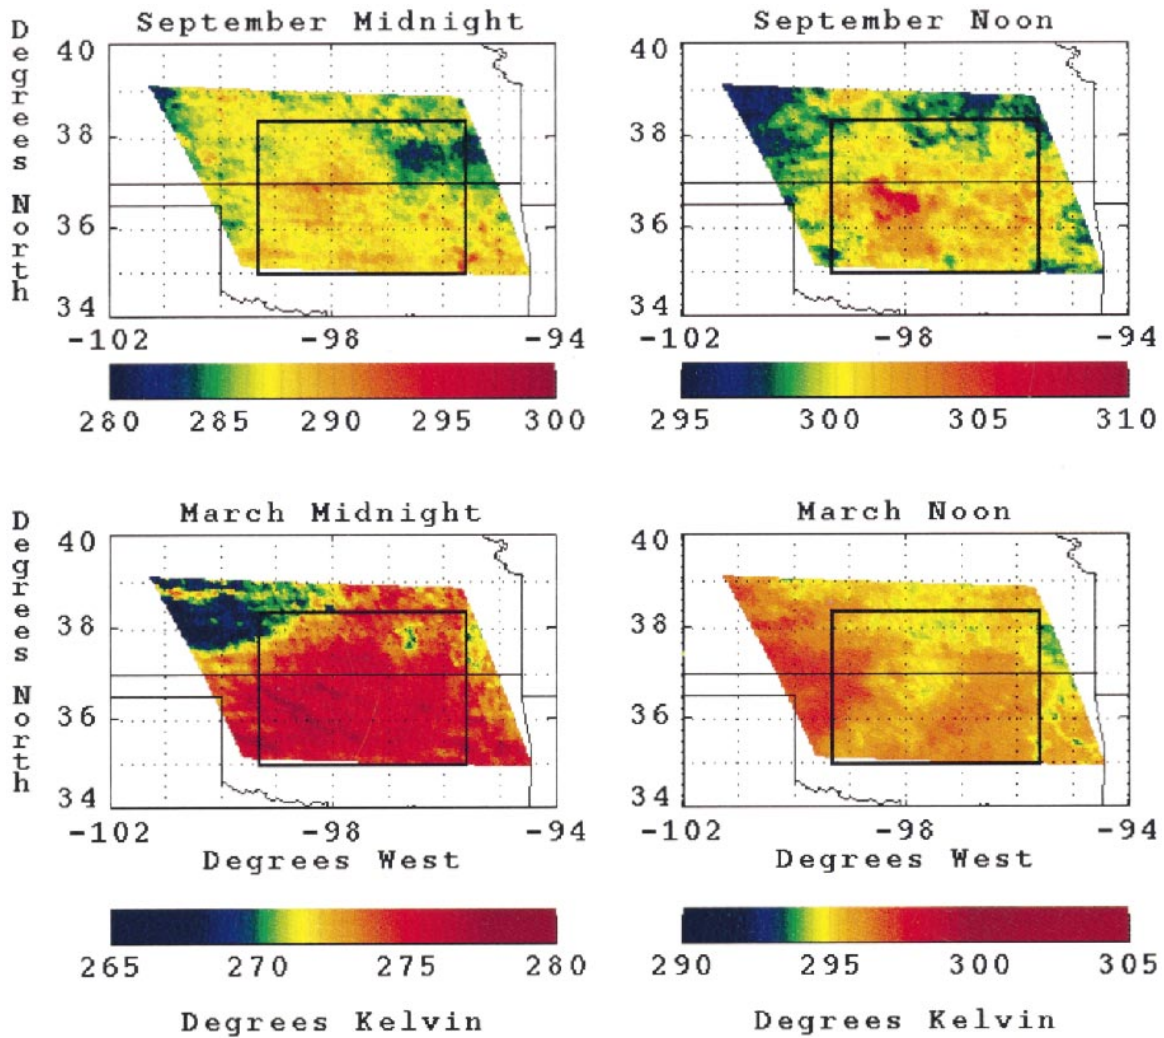 September Midnight
September Noon
Degrees North
40
38
36
34
-102 -98 -94
280 285 290 295 300
40
38
36
34
-102 -98 -94
295 300 305 310
March Midnight
March Noon
Degrees North
40
38
36
34
-102 -98 -94
Degrees West
265 270 275 280
Degrees Kelvin
40
38
36
34
-102 -98 -94
Degrees West
290 295 300 305
Degrees Kelvin